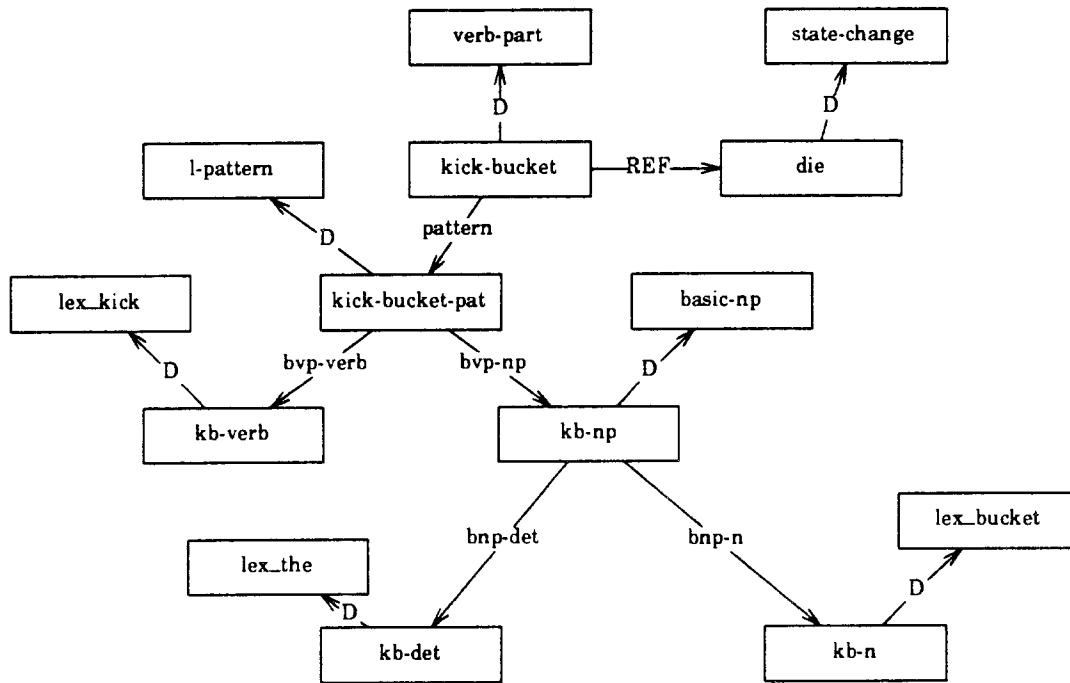 verb-part
state-change
D
D
l-pattern
kick-bucket
REF
die
D
pattern
lex_kick
kick-bucket-pat
basic-np
D
bvp-verb
bvp-np
D
kb-verb
kb-np
lex_bucket
bnp-det
bnp-n
lex_the
D
D
kb-det
kb-n